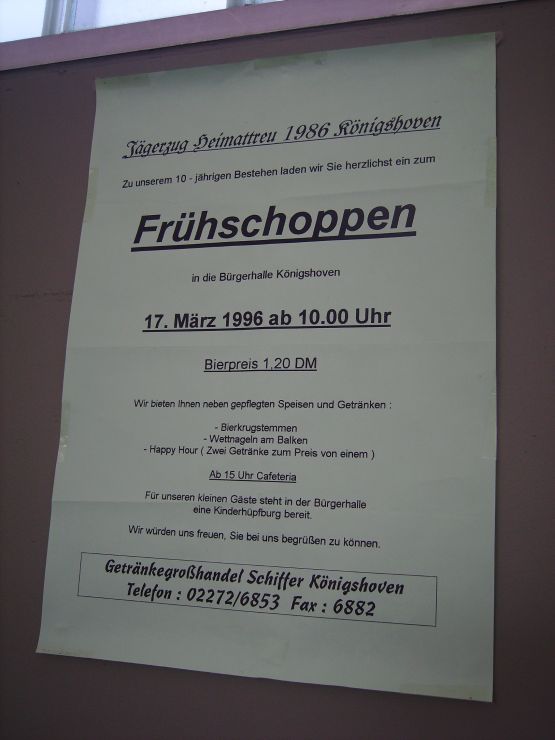 Jägerzug Heimattreu 1986 Königshoven
Zu unserem 10 - jährigen Bestehen laden wir Sie herzlichst ein zum
Frühschoppen
in die Bürgerhalle Königshoven
17. März 1996 ab 10.00 Uhr
Bierpreis 1,20 DM
Wir bieten Ihnen neben gepflegten Speisen und Getränken :
- Bierkrugstemmen
- Wettnageln am Balken
- Happy Hour ( Zwei Getränke zum Preis von einem )
Ab 15 Uhr Cafeteria
Für unseren kleinen Gäste steht in der Bürgerhalle
eine Kinderhüpfburg bereit.
Wir würden uns freuen, Sie bei uns begrüßen zu können.
Getränkegroßhandel Schiffer Königshoven
Telefon : 02272/6853 Fax : 6882